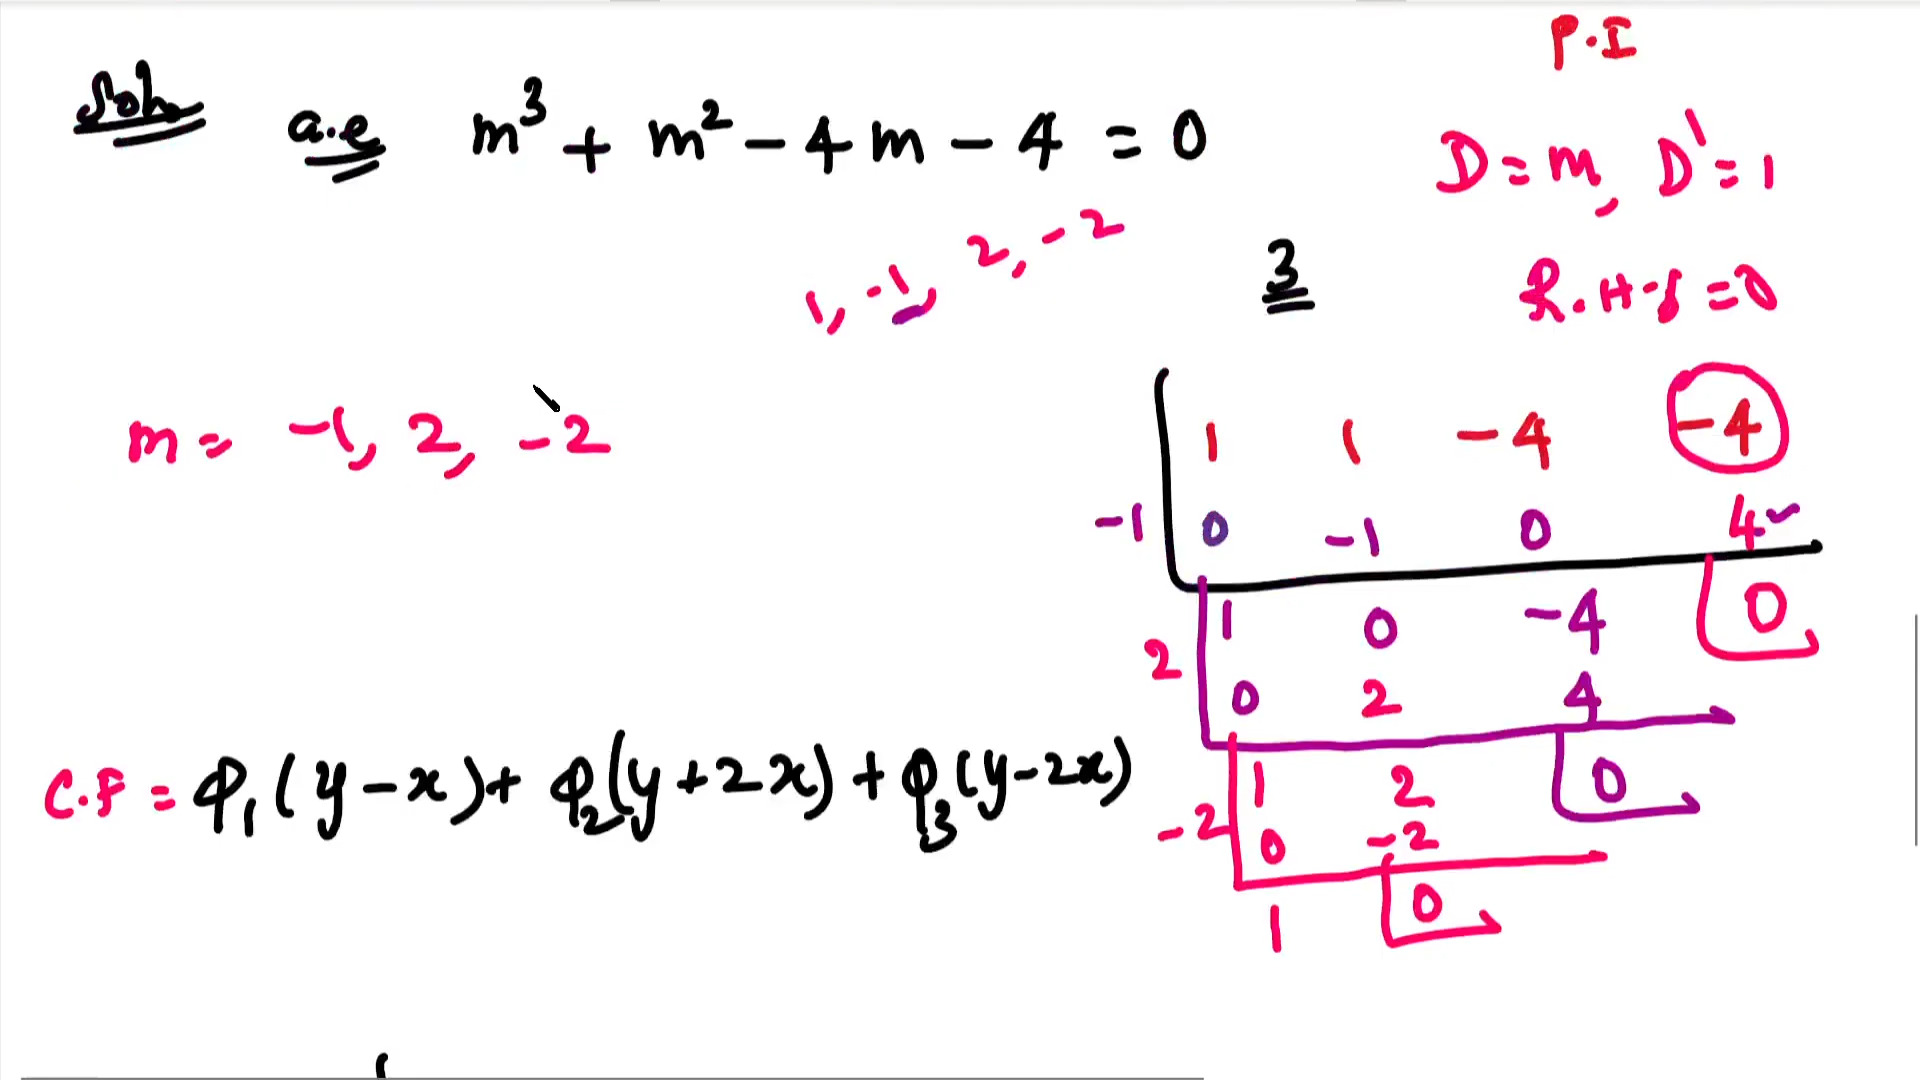 P.I
Soln a.e m³ + m² - 4m - 4 = 0
D = m, D' = 1
1, -1, 2, -2
3
R.H.S = 0
m = -1, 2, -2
1 1 -4 -4
-1 0 -1 0 4
1 0 -4 0
2 0 2 4
1 2 0
-2 0 -2
1 0
C.F = φ₁(y-x) + φ₂(y+2x) + φ₃(y-2x)